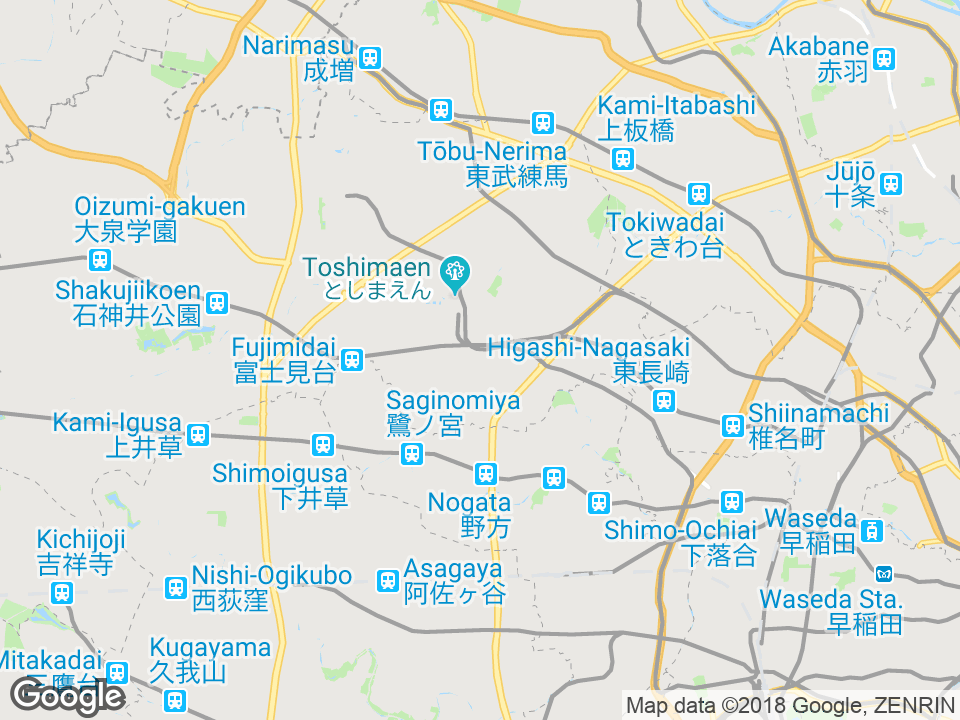 Narimasu
成増
Akabane
赤羽
Kami-Itabashi
上板橋
Tōbu-Nerima
東武練馬
Jūjō
十条
Oizumi-gakuen
大泉学園
Tokiwadai
ときわ台
Toshimaen
としまえん
Shakujiikoen
石神井公園
Fujimidai
富士見台
Higashi-Nagasaki
東長崎
Saginomiya
鷺ノ宮
Kami-Igusa
上井草
Shiinamachi
椎名町
Shimoigusa
下井草
Nogata
野方
Shimo-Ochiai
下落合
Waseda
早稲田
Kichijoji
吉祥寺
Nishi-Ogikubo
西荻窪
Asagaya
阿佐ヶ谷
Waseda Sta.
早稲田
Kugayama
久我山
Mitakadai
三鷹台
Google
Map data ©2018 Google, ZENRIN